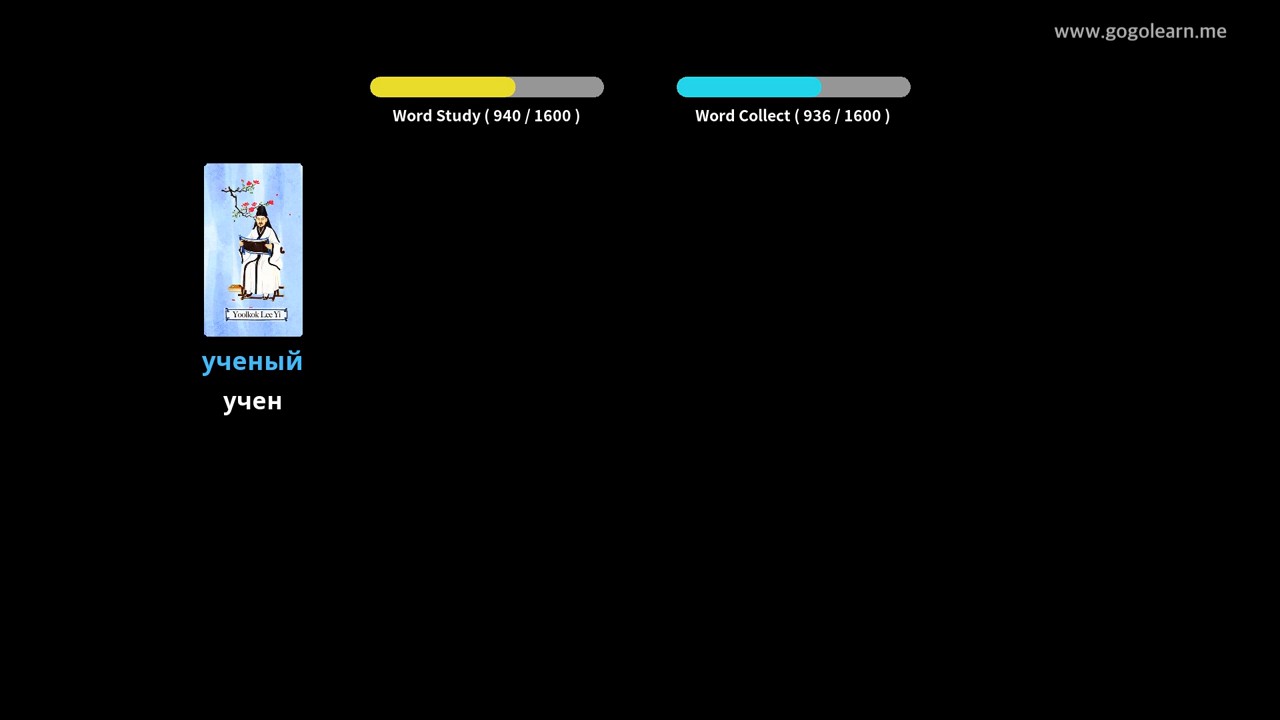 www.gogolearn.me
Word Study ( 940 / 1600 )
Word Collect ( 936 / 1600 )
Yoolkok Lee Yi
ученый
учен